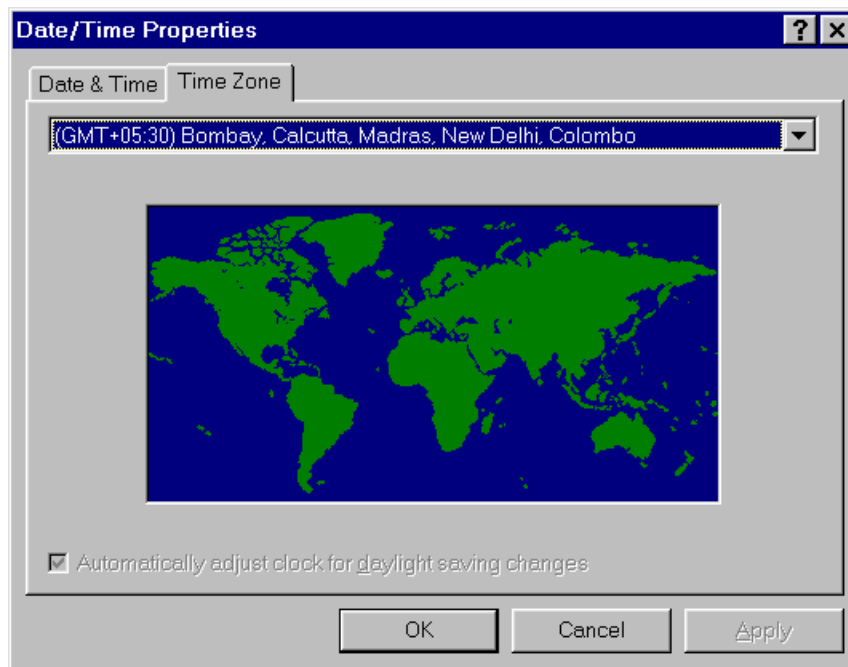 Date/Time Properties
Date & Time
Time Zone
(GMT+05:30) Bombay, Calcutta, Madras, New Delhi, Colombo
Automatically adjust clock for daylight saving changes
OK
Cancel
Apply